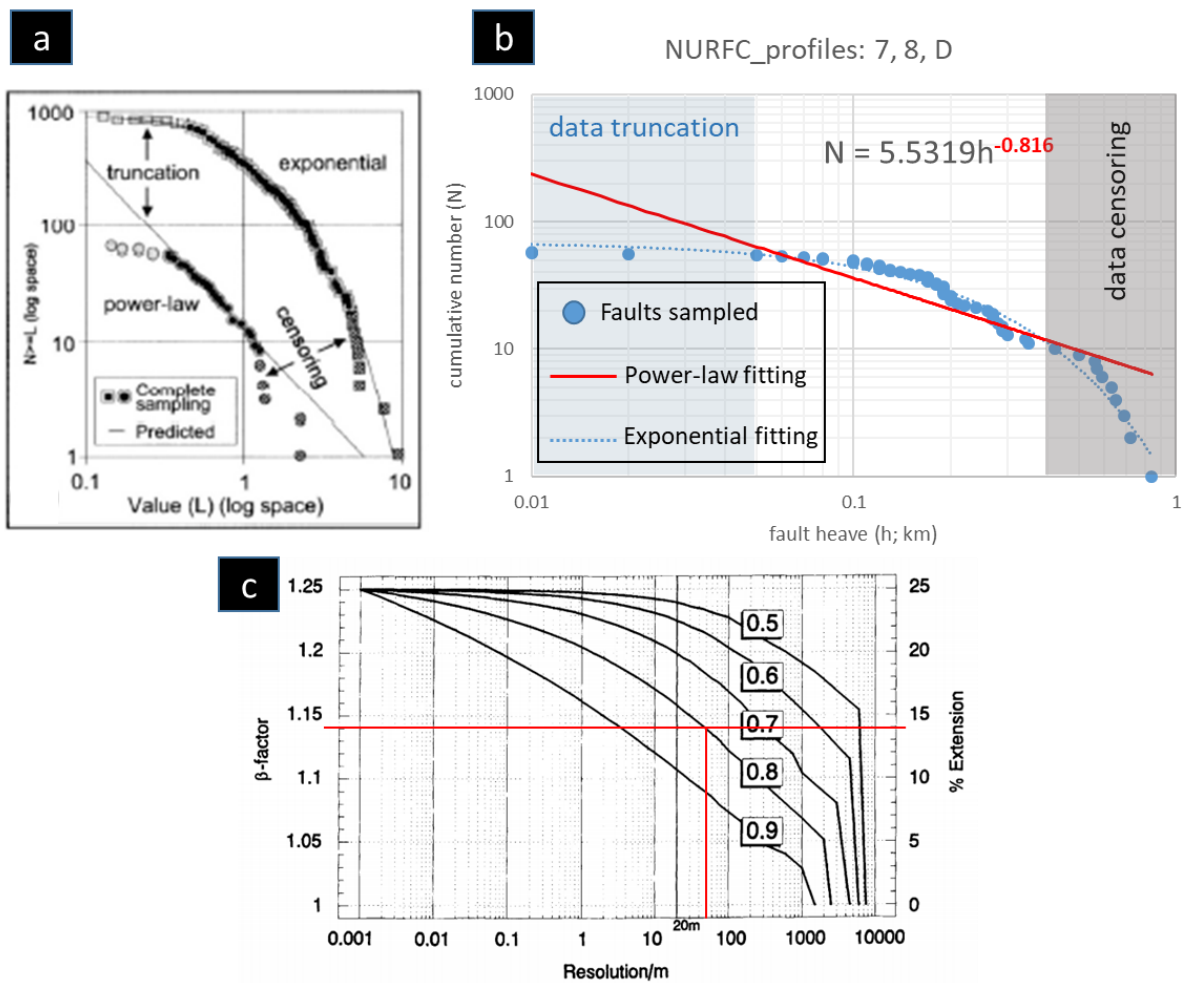 a
1000
100
10
1
N>=L (log space)
truncation
exponential
power-law
censoring
Complete
sampling
Predicted
0.1
1
10
Value (L) (log space)
b
NURFC_profiles: 7, 8, D
1000
100
10
1
cumulative number (N)
data truncation
N = 5.5319h-0.816
data censoring
Faults sampled
Power-law fitting
Exponential fitting
0.01
0.1
1
fault heave (h; km)
c
1.25
1.2
1.15
1.1
1.05
1
β-factor
0.5
0.6
0.7
0.8
0.9
25
20
15
10
5
0
% Extension
20m
0.001
0.01
0.1
1
10
100
1000
10000
Resolution/m